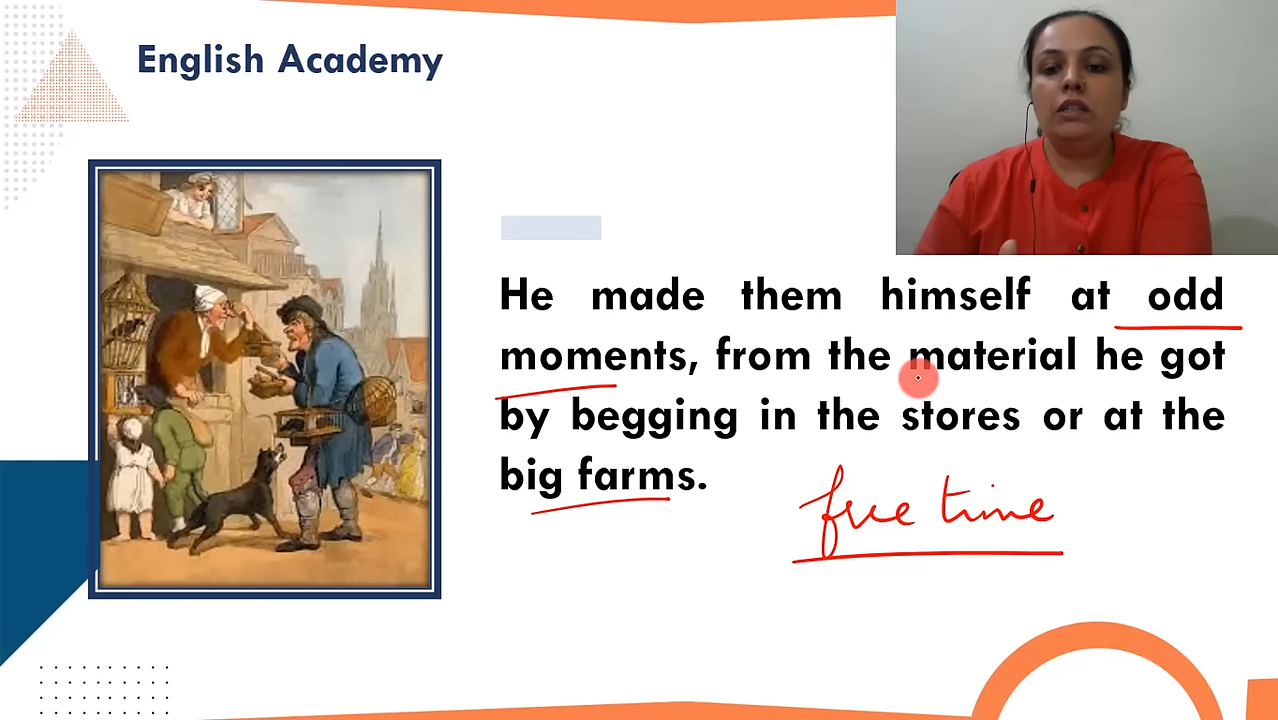 English Academy
He made them himself at odd
moments, from the material he got
by begging in the stores or at the
big farms.
free time